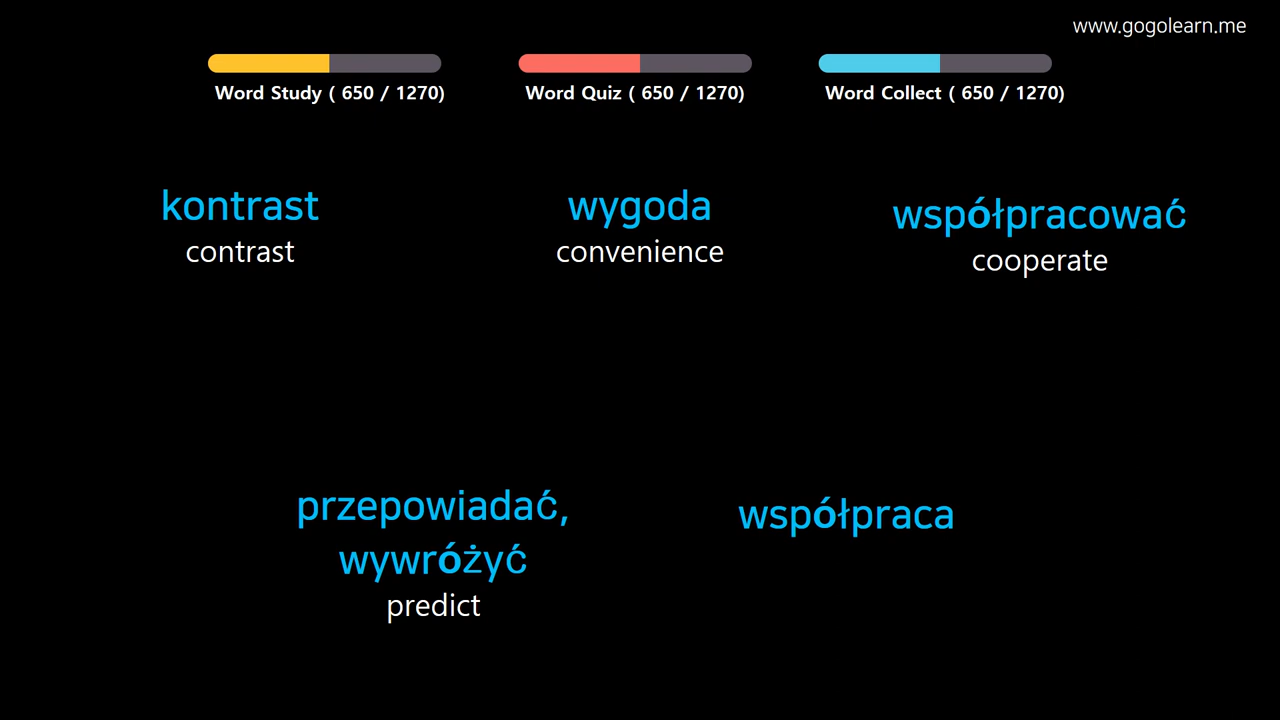 www.gogolearn.me
Word Study ( 650 / 1270)
Word Quiz ( 650 / 1270)
Word Collect ( 650 / 1270)
kontrast
contrast
wygoda
convenience
współpracować
cooperate
przepowiadać,
wywróżyć
predict
współpraca